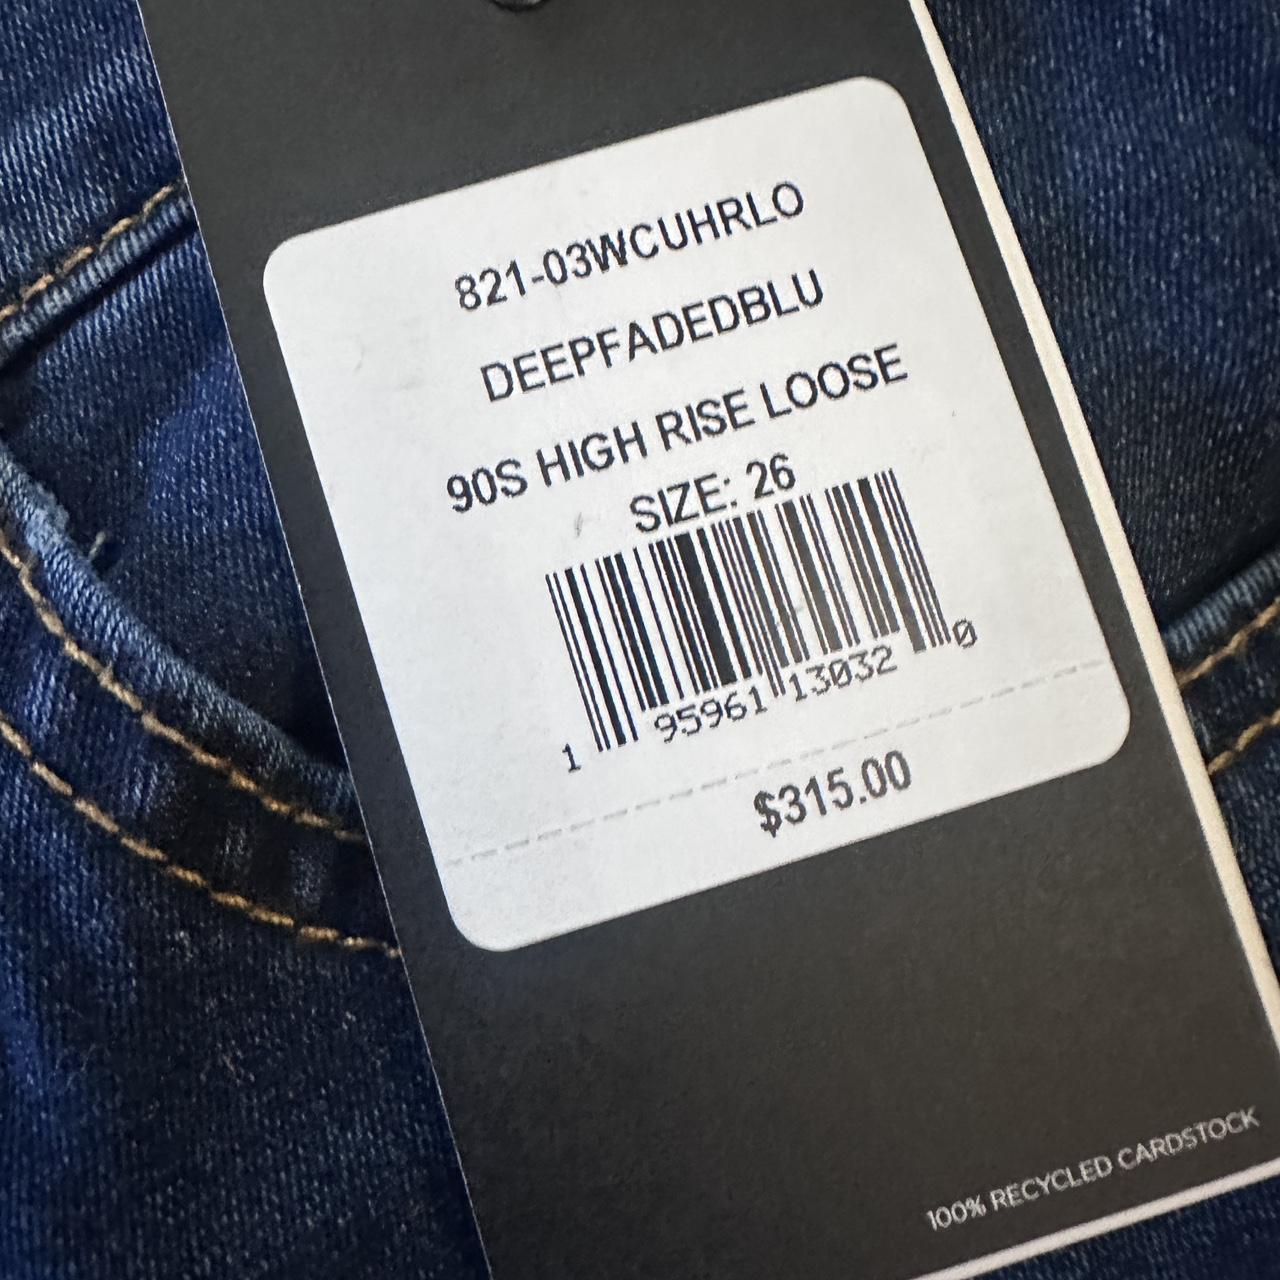 821-03WCUHRLO
DEEPFADEDBLU
90S HIGH RISE LOOSE
SIZE: 26
1 95961 13032 0
$315.00
100% RECYCLED CARDSTOCK